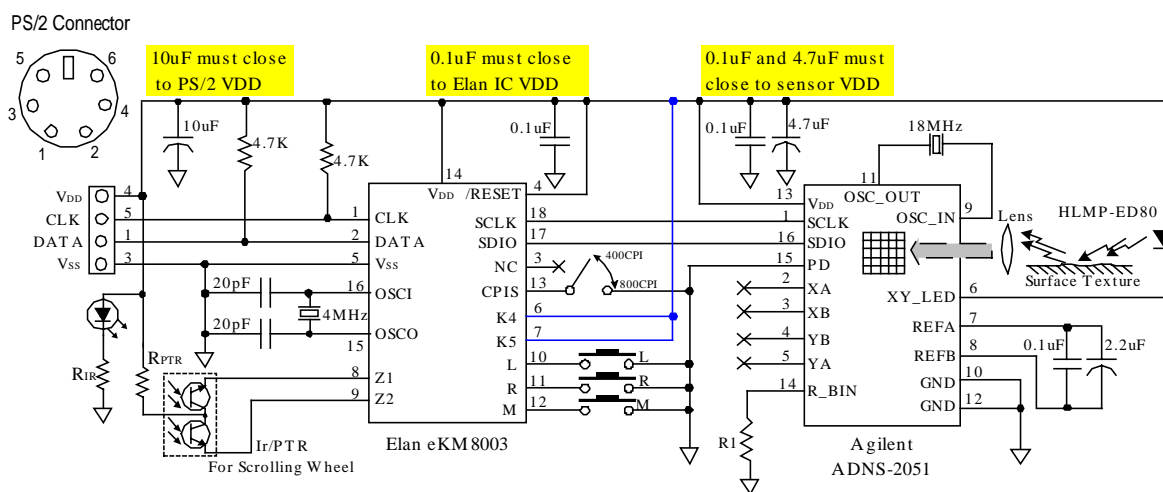 PS/2 Connector
5
6
3
4
1
2
10uF must close
to PS/2 VDD
0.1uF must close
to Elan IC VDD
0.1uF and 4.7uF must
close to sensor VDD
10uF
4.7K
4.7K
0.1uF
0.1uF
4.7uF
18MHz
VDD
4
CLK
5
DATA
1
VSS
3
14
VDD
/RESET
4
1
CLK
2
DATA
5
VSS
16
OSCI
OSCO
15
8
Z1
9
Z2
SCLK
18
SDIO
17
NC
3
CPIS
13
K4
6
K5
7
L
10
R
11
M
12
400CPI
800CPI
L
R
M
20pF
20pF
4MHz
RIR
RPTR
Ir/PTR
For Scrolling Wheel
Elan eKM8003
11
OSC_OUT
13
VDD
OSC_IN
9
1
SCLK
16
SDIO
15
PD
2
XA
3
XB
4
YB
5
YA
14
R_BIN
R1
XY_LED
6
REFA
7
REFB
8
GND
10
GND
12
Lens
HLMP-ED80
Surface Texture
0.1uF
2.2uF
Agilent
ADNS-2051